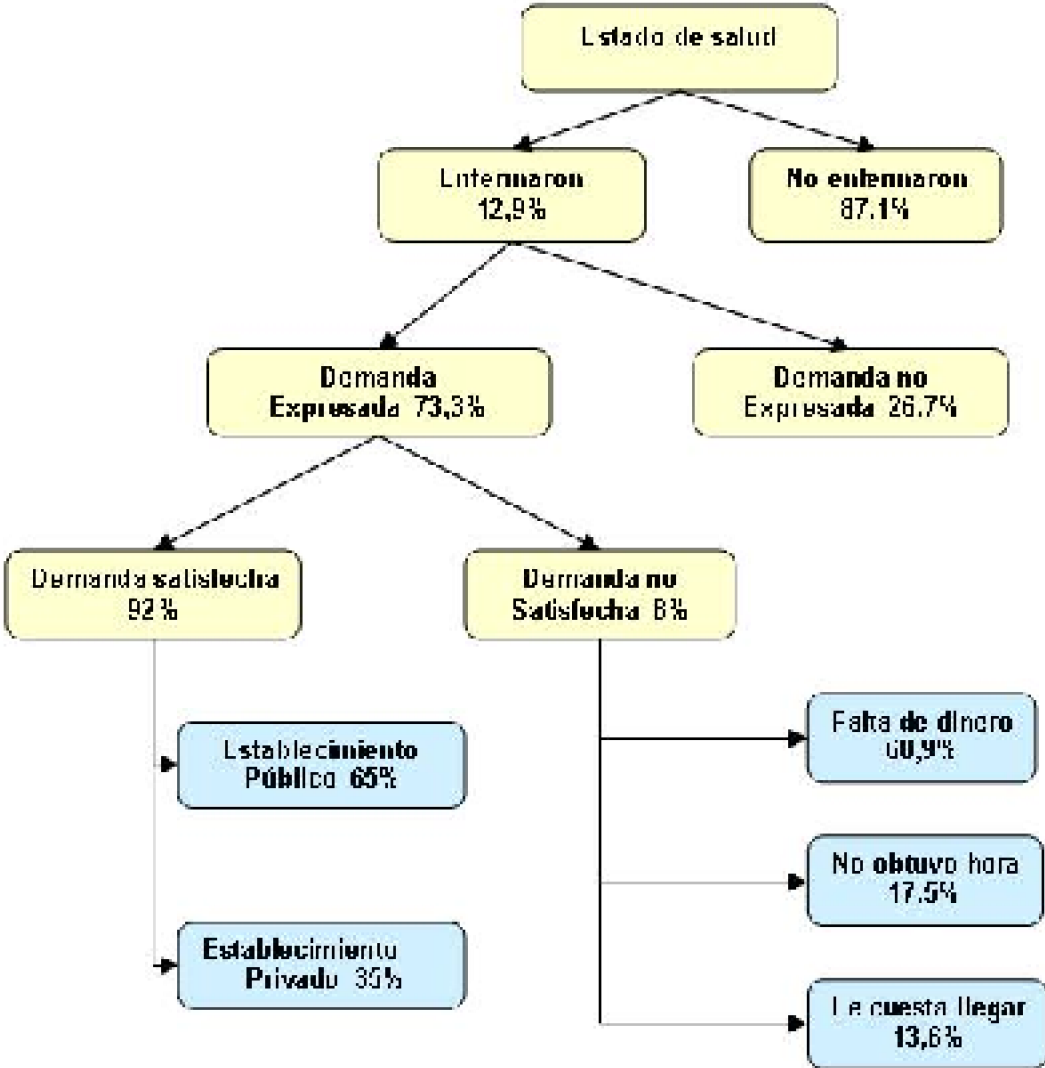 Estado de salud
Enfermaron
12,9%
No enfermaron
87.1%
Demanda
Expresada 73,3%
Demanda no
Expresada 26.7%
Demanda satisfecha
92%
Demanda no
Satisfecha 8%
Establecimiento
Público 65%
Establecimiento
Privado 35%
Falta de dinero
60,9%
No obtuvo hora
17.5%
Le cuesta llegar
13,6%